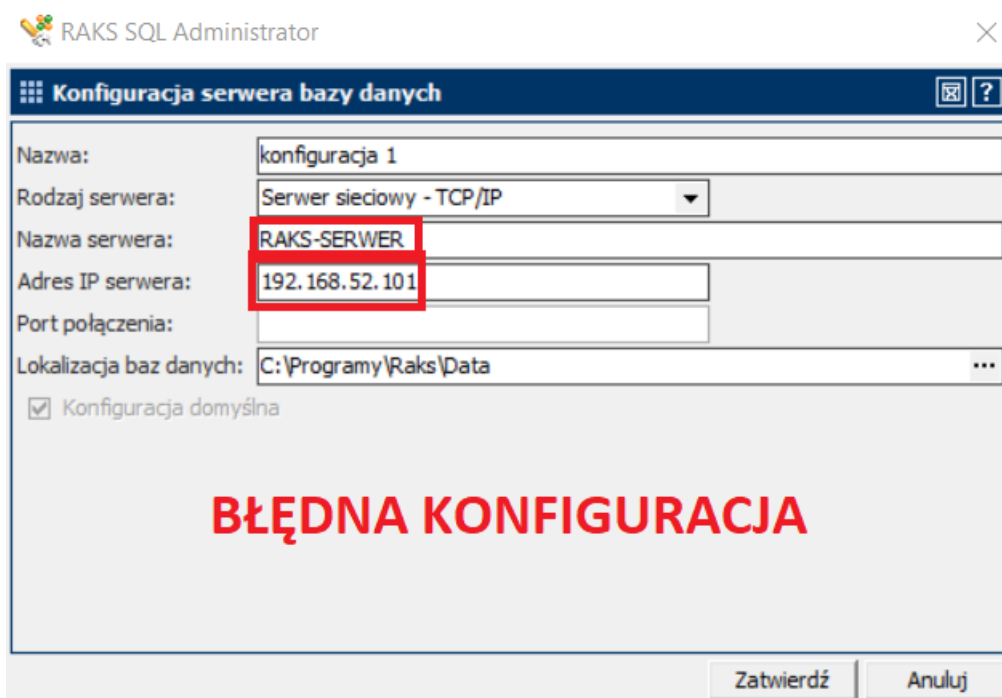 RAKS SQL Administrator
Konfiguracja serwera bazy danych
Nazwa: konfiguracja 1
Rodzaj serwera: Serwer sieciowy - TCP/IP
Nazwa serwera: RAKS-SERWER
Adres IP serwera: 192.168.52.101
Port połączenia:
Lokalizacja baz danych: C:\Programy\Raks\Data ...
Konfiguracja domyślna
BŁĘDNA KONFIGURACJA
Zatwierdź Anuluj